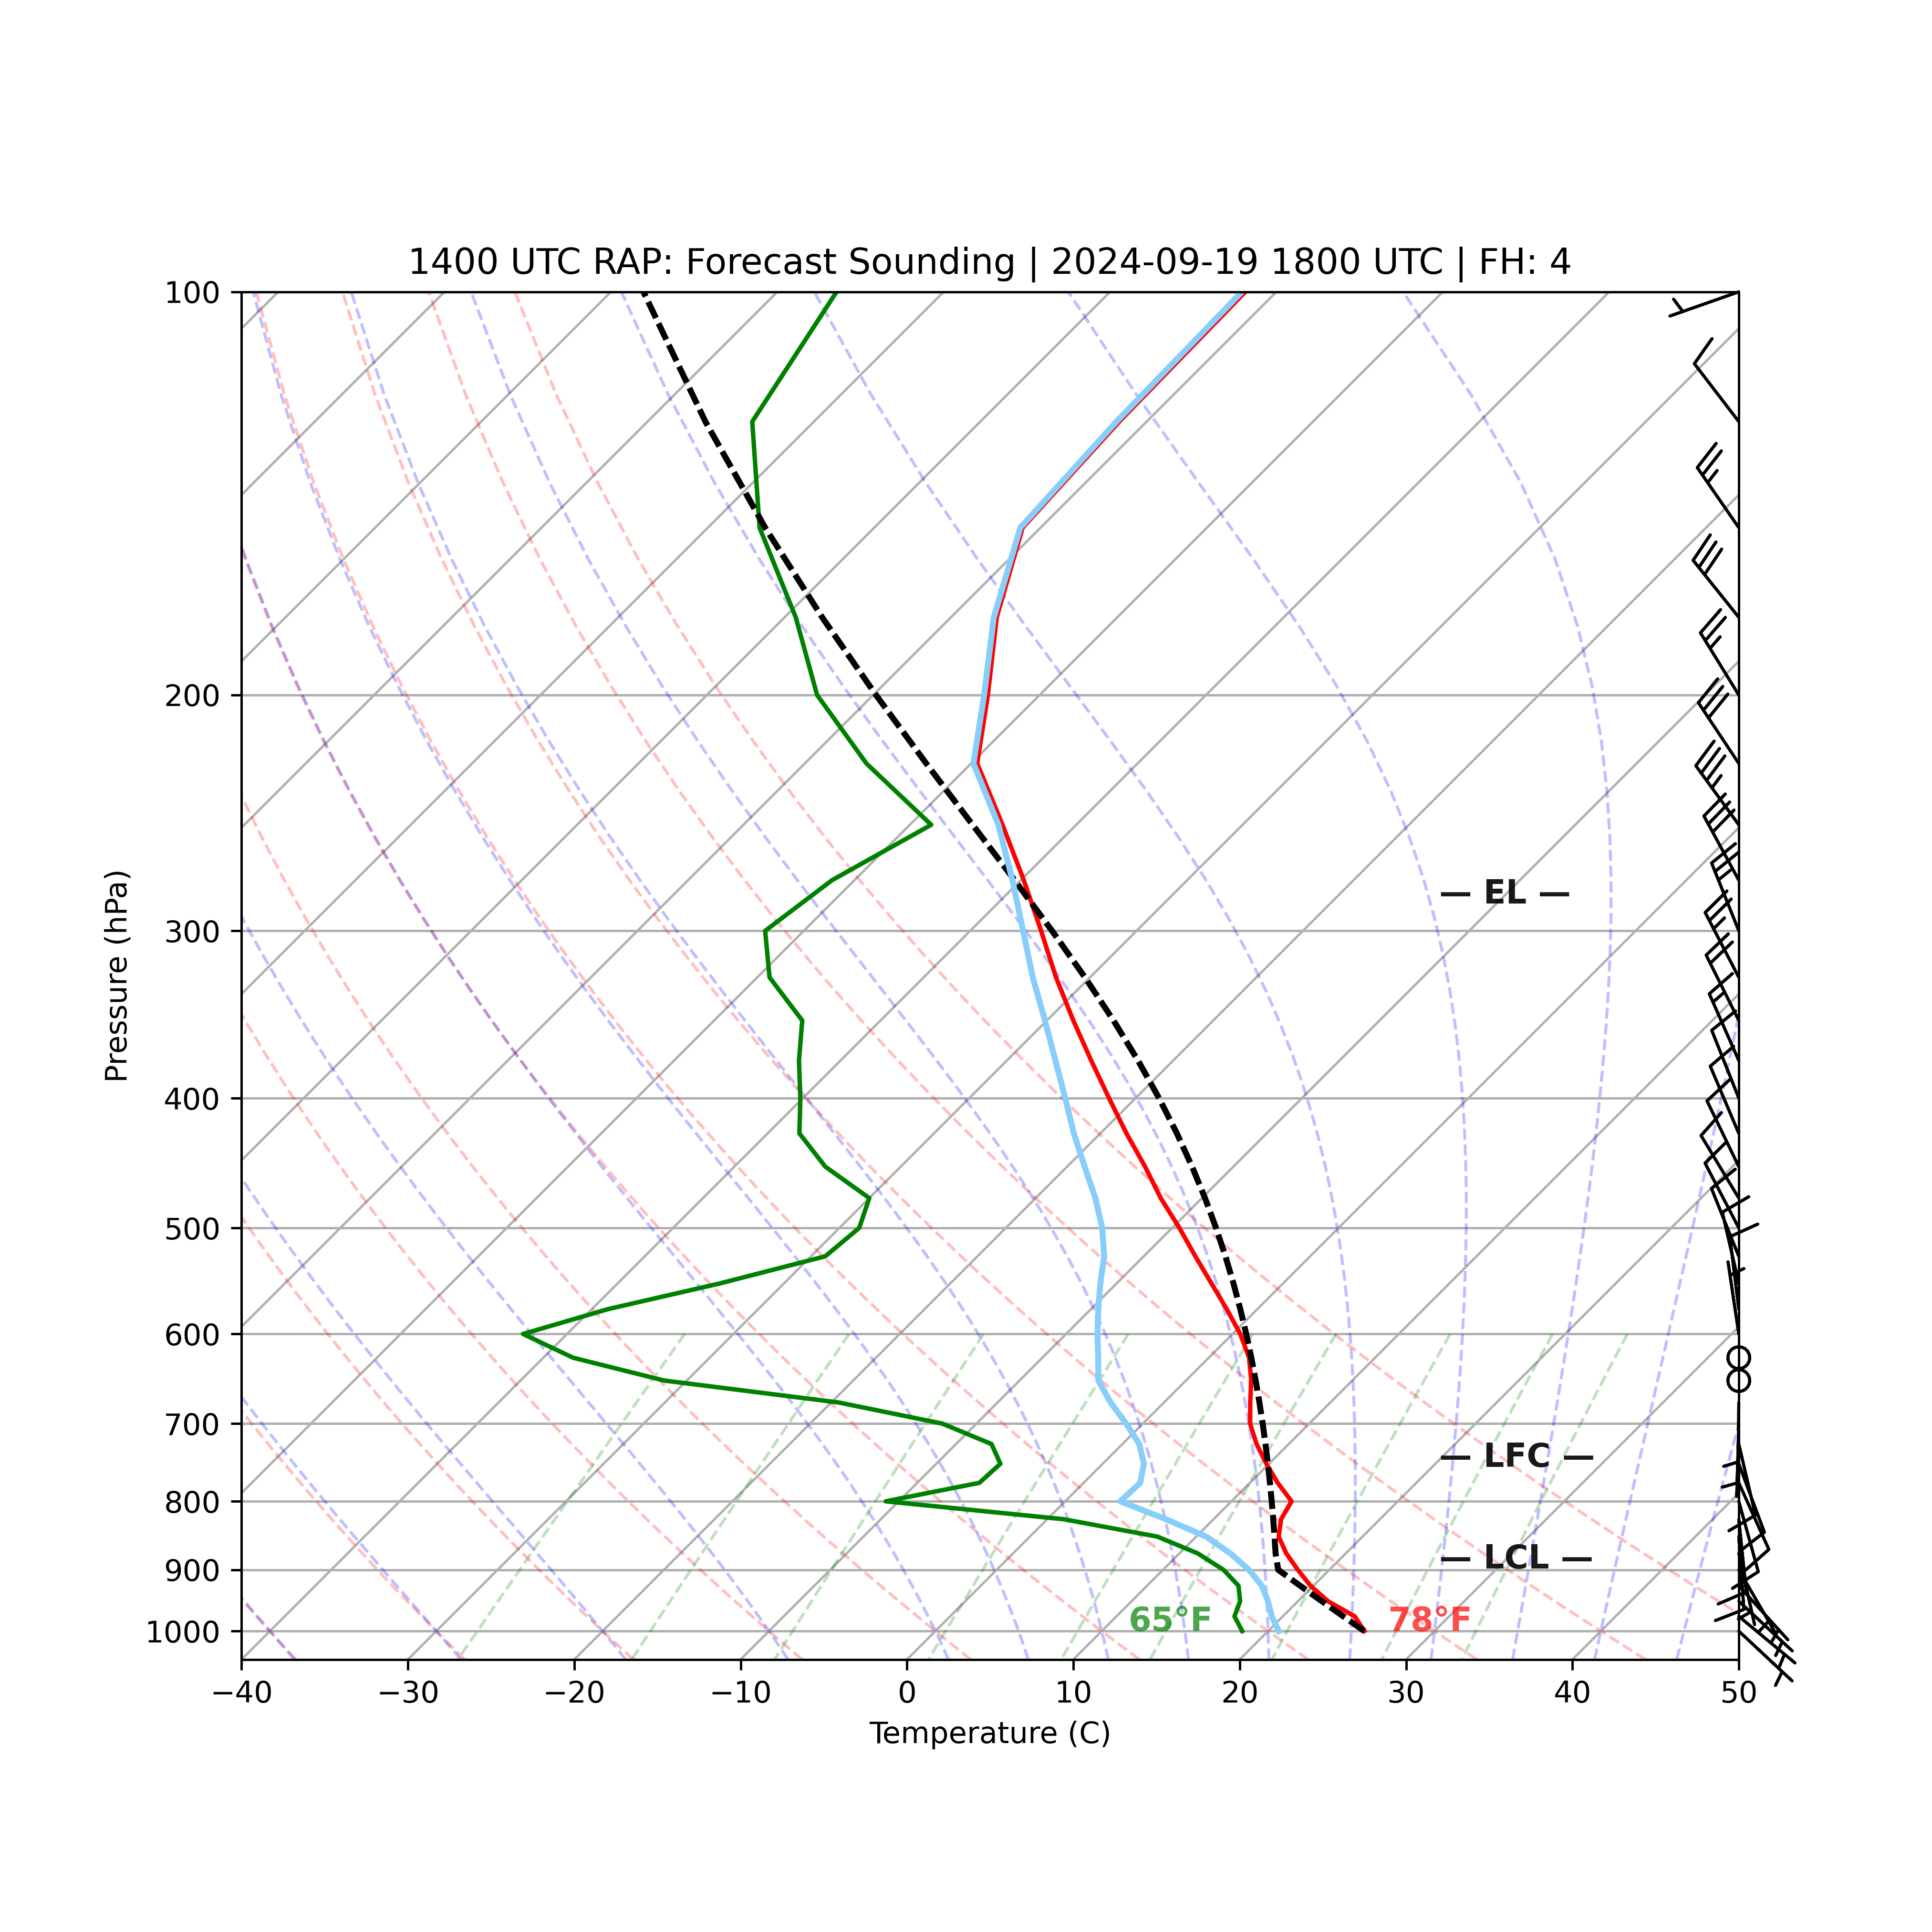 1400 UTC RAP: Forecast Sounding | 2024-09-19 1800 UTC | FH: 4
100
200
300
400
500
600
700
800
900
1000
Pressure (hPa)
— EL —
— LFC —
— LCL —
65°F
78°F
−40
−30
−20
−10
0
10
20
30
40
50
Temperature (C)